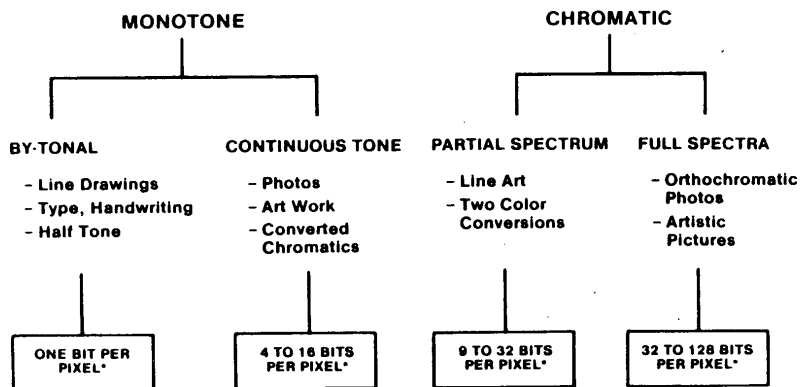 MONOTONE
CHROMATIC
BY-TONAL
– Line Drawings
– Type, Handwriting
– Half Tone
ONE BIT PER
PIXEL*
CONTINUOUS TONE
– Photos
– Art Work
– Converted
Chromatics
4 TO 16 BITS
PER PIXEL*
PARTIAL SPECTRUM
– Line Art
– Two Color
Conversions
9 TO 32 BITS
PER PIXEL*
FULL SPECTRA
– Orthochromatic
Photos
– Artistic
Pictures
32 TO 128 BITS
PER PIXEL*